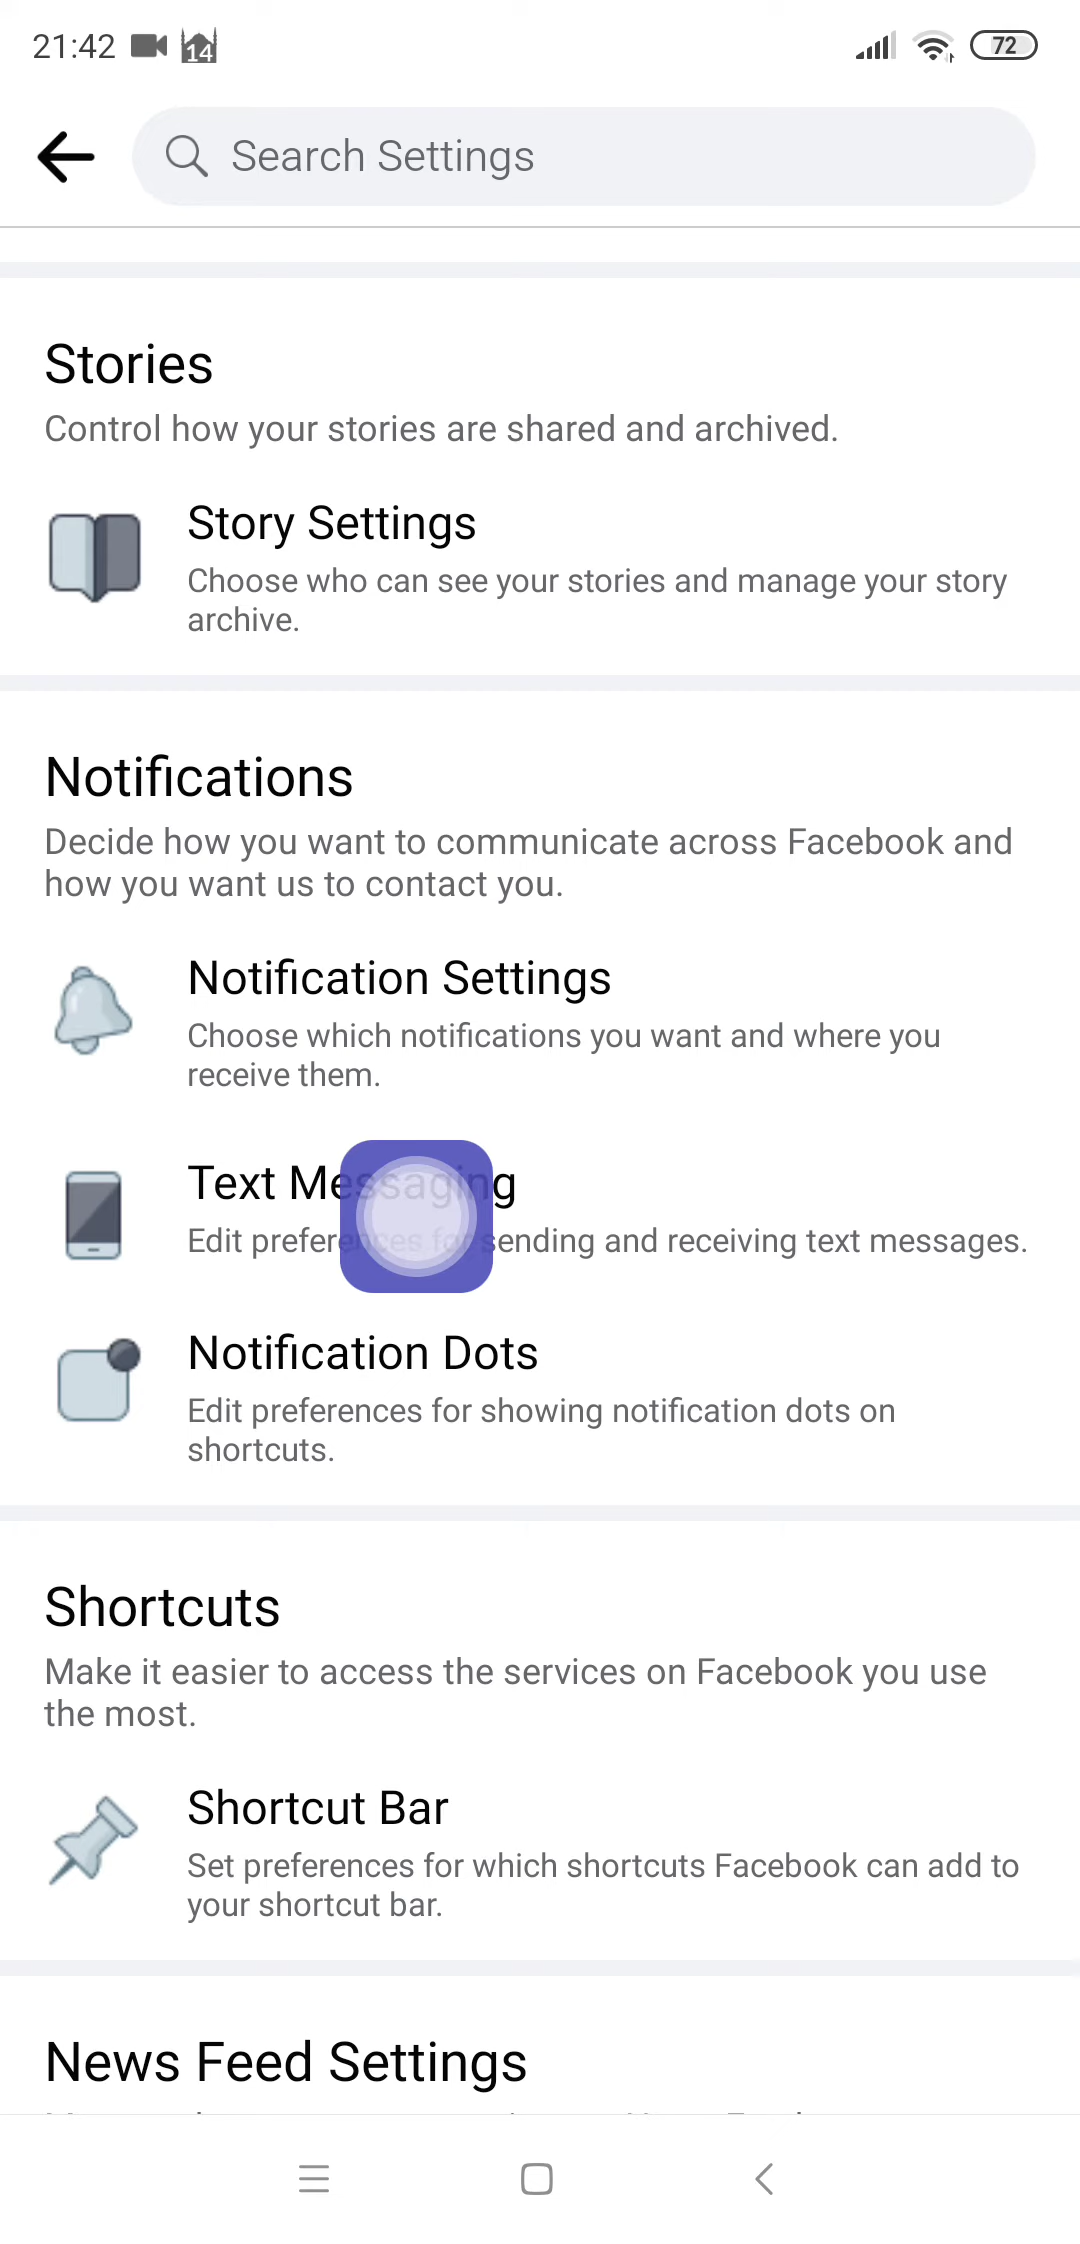 21:42 14 72
Search Settings
Stories
Control how your stories are shared and archived.
Story Settings
Choose who can see your stories and manage your story
archive.
Notifications
Decide how you want to communicate across Facebook and
how you want us to contact you.
Notification Settings
Choose which notifications you want and where you
receive them.
Text Messaging
Edit preferences for sending and receiving text messages.
Notification Dots
Edit preferences for showing notification dots on
shortcuts.
Shortcuts
Make it easier to access the services on Facebook you use
the most.
Shortcut Bar
Set preferences for which shortcuts Facebook can add to
your shortcut bar.
News Feed Settings